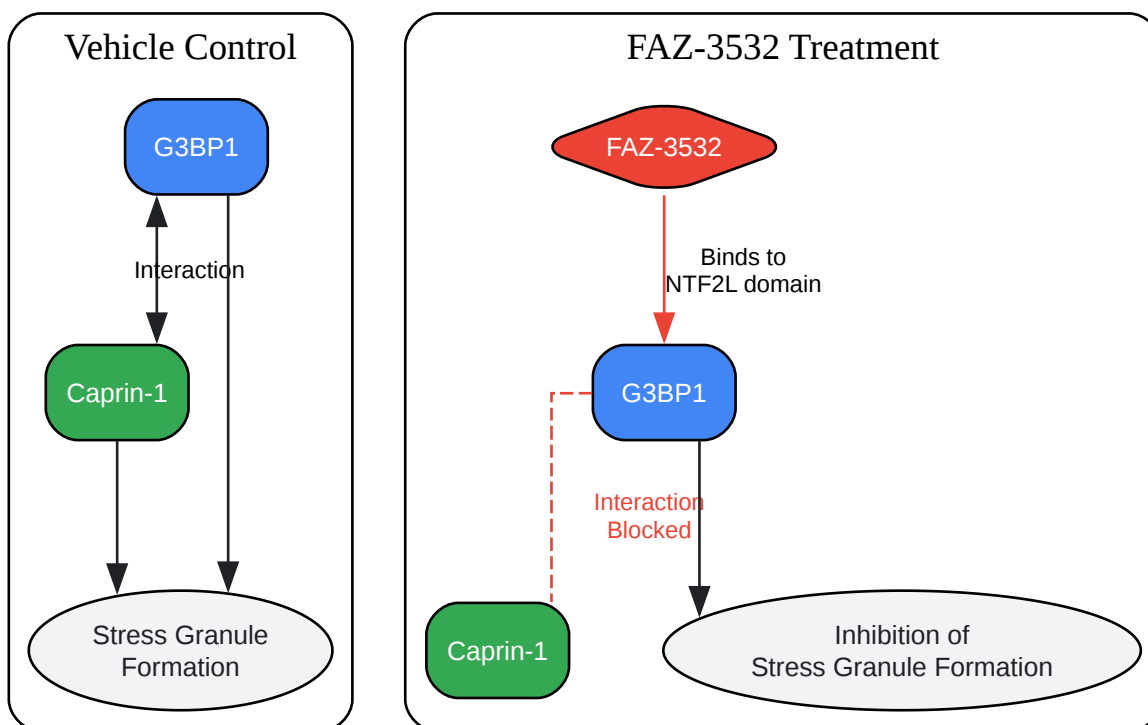 Vehicle Control
G3BP1
Interaction
Caprin-1
Stress Granule
Formation
FAZ-3532 Treatment
FAZ-3532
Binds to
NTF2L domain
G3BP1
Interaction
Blocked
Caprin-1
Inhibition of
Stress Granule Formation